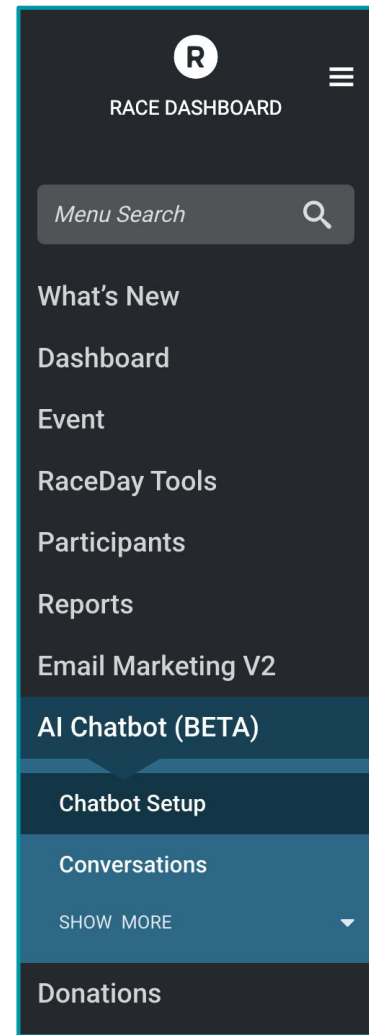 R
RACE DASHBOARD
Menu Search
What's New
Dashboard
Event
RaceDay Tools
Participants
Reports
Email Marketing V2
AI Chatbot (BETA)
Chatbot Setup
Conversations
SHOW MORE
Donations